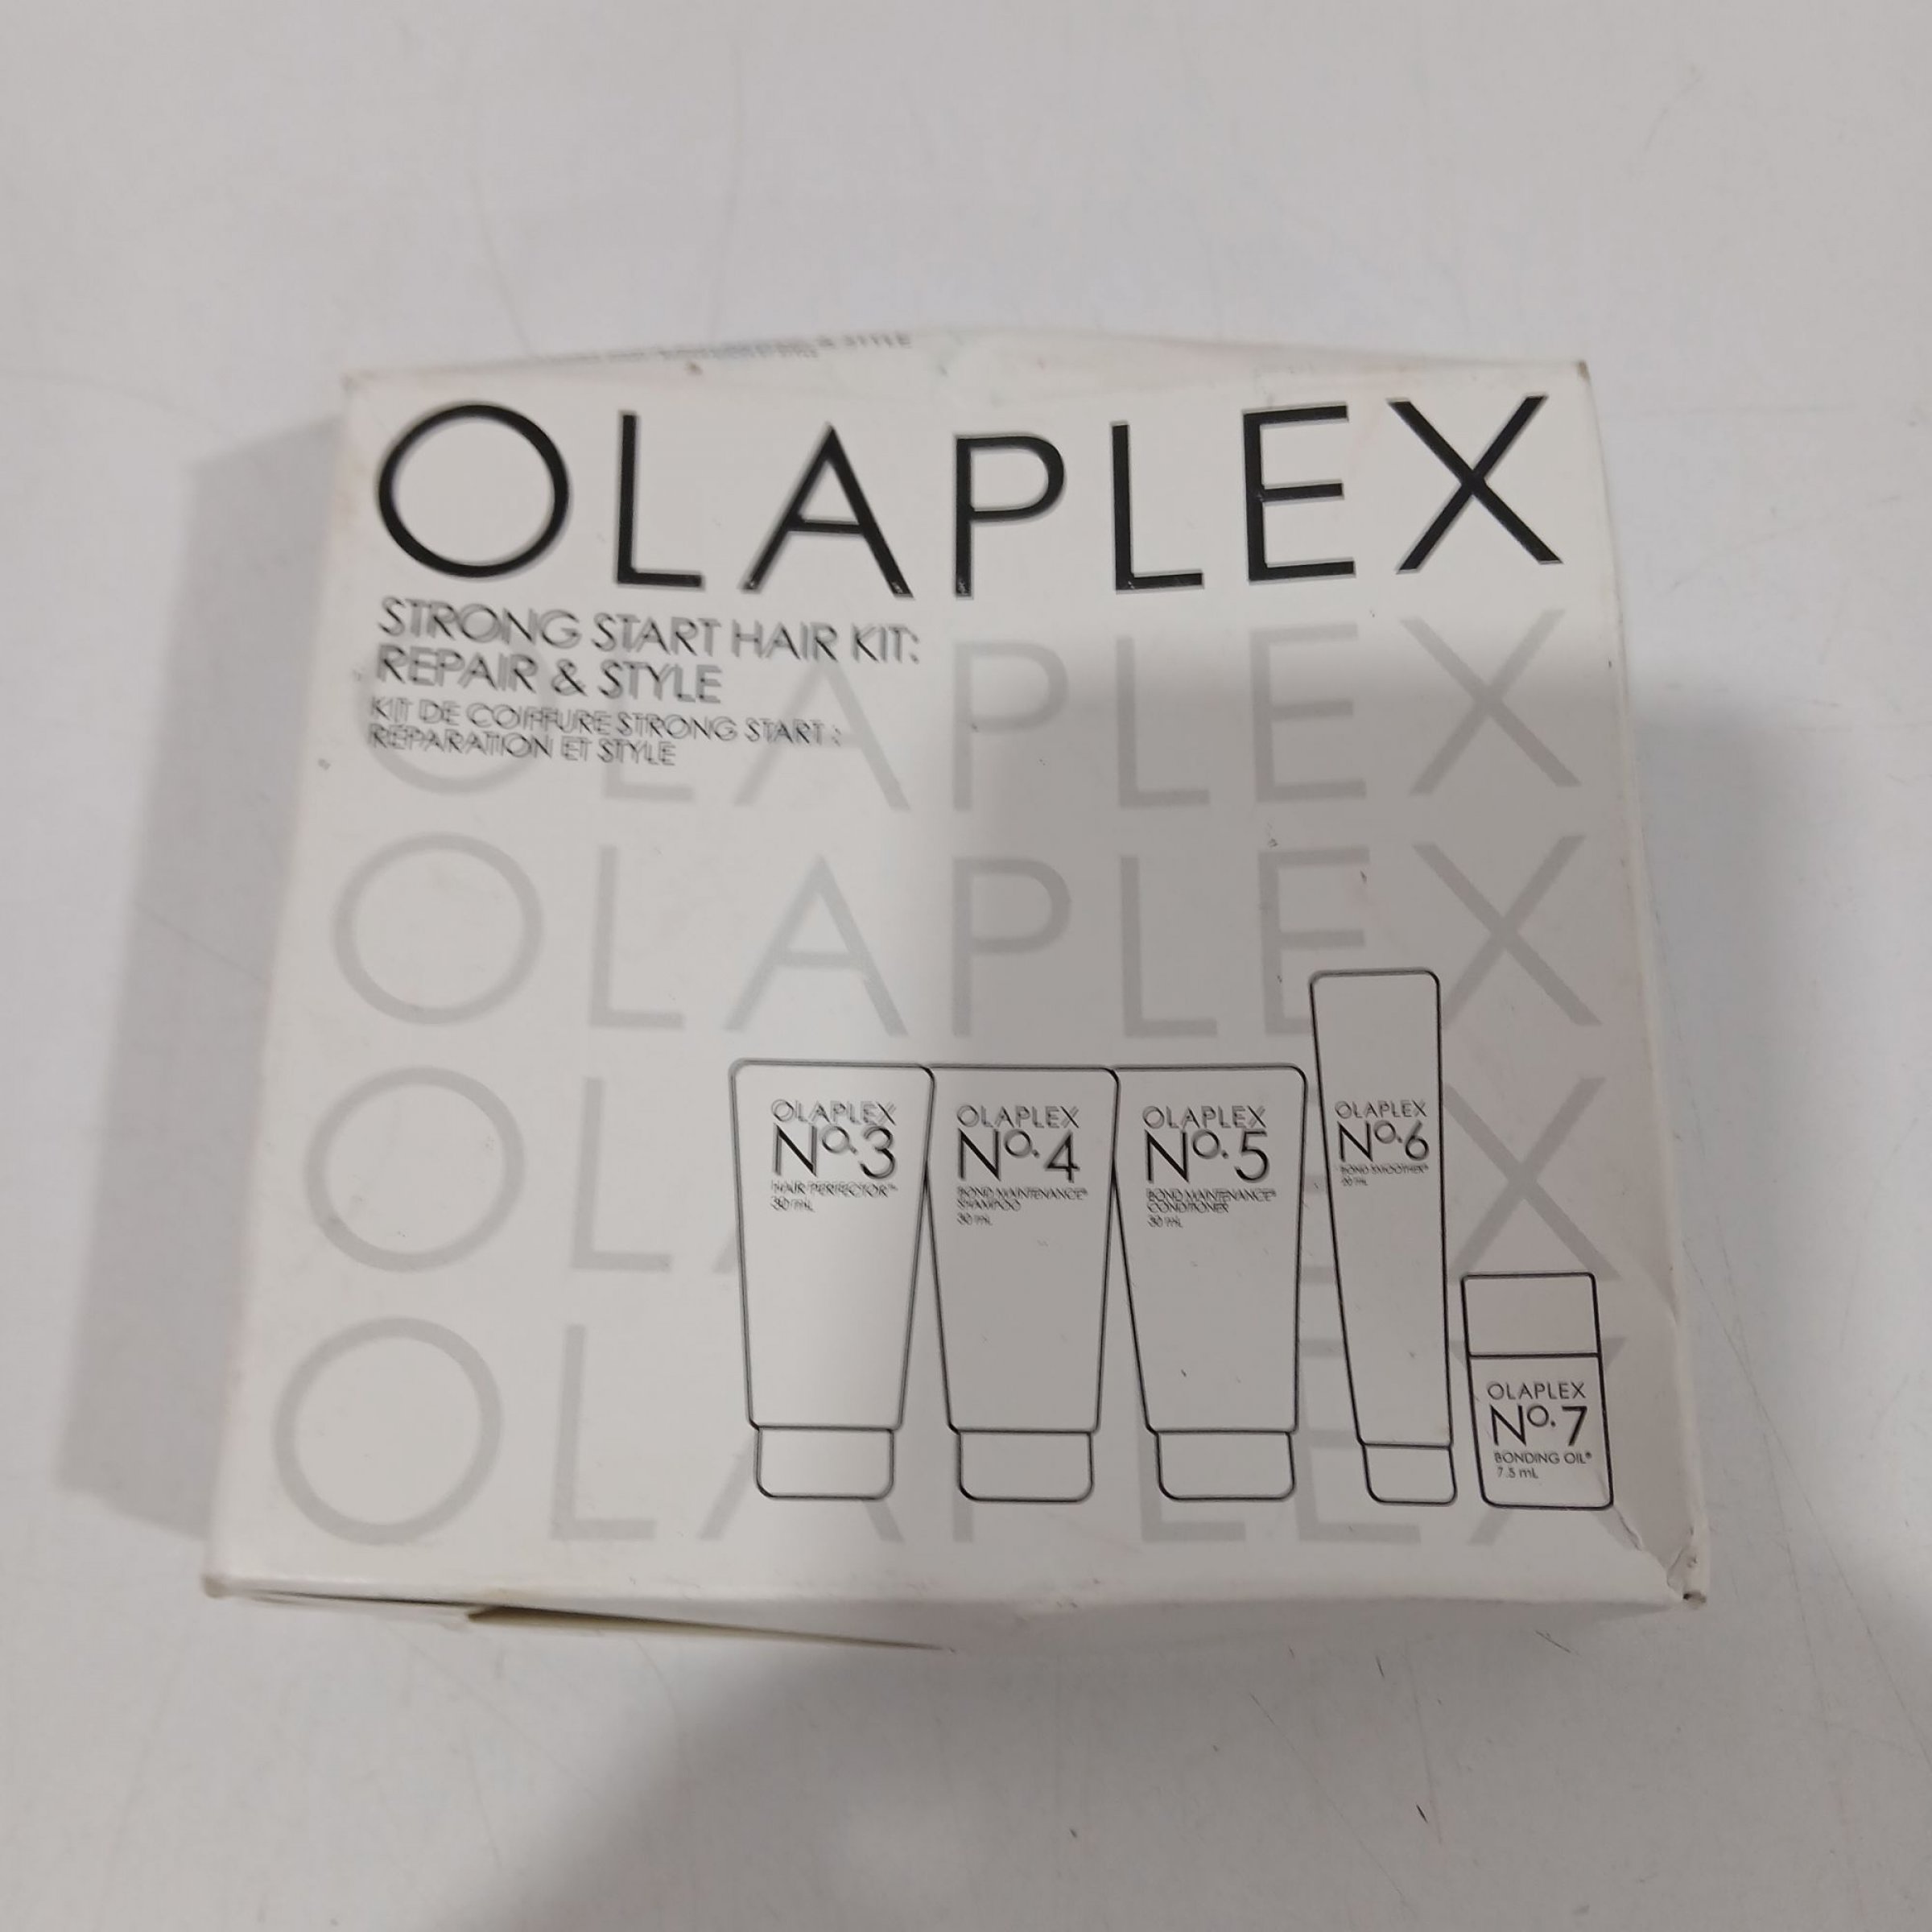 OLAPLEX
STRONG START HAIR KIT:
REPAIR & STYLE
KIT DE COIFFURE STRONG START :
RÉPARATION ET STYLE
OLAPLEX
OLAPLEX
OLAPLEX
OLAPLEX
OLAPLEX
Nº.3
HAIR PERFECTOR™
30 mL
OLAPLEX
Nº.4
BOND MAINTENANCE®
SHAMPOO
30 mL
OLAPLEX
Nº.5
BOND MAINTENANCE®
CONDITIONER
30 mL
OLAPLEX
Nº.6
BOND SMOOTHER®
OLAPLEX
Nº.7
BONDING OIL®
7.5 mL